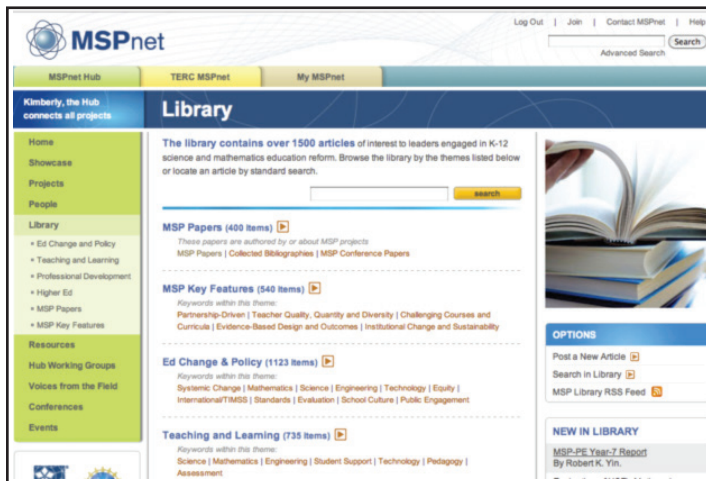 Log Out | Join | Contact MSPnet | Help
MSPnet
Search
Advanced Search
MSPnet Hub
TERC MSPnet
My MSPnet
Kimberly, the Hub
connects all projects
Library
Home
Showcase
Projects
People
Library
Ed Change and Policy
Teaching and Learning
Professional Development
Higher Ed
MSP Papers
MSP Key Features
Resources
Hub Working Groups
Voices from the Field
Conferences
Events
The library contains over 1500 articles of interest to leaders engaged in K-12
science and mathematics education reform. Browse the library by the themes listed below
or locate an article by standard search.
search
MSP Papers (400 items)
These papers are authored by or about MSP projects
MSP Papers | Collected Bibliographies | MSP Conference Papers
MSP Key Features (540 items)
Keywords within this theme:
Partnership-Driven | Teacher Quality, Quantity and Diversity | Challenging Courses and
Curricula | Evidence-Based Design and Outcomes | Institutional Change and Sustainability
Ed Change & Policy (1123 items)
Keywords within this theme:
Systemic Change | Mathematics | Science | Engineering | Technology | Equity |
International/TIMSS | Standards | Evaluation | School Culture | Public Engagement
Teaching and Learning (735 items)
Keywords within this theme:
Science | Mathematics | Engineering | Student Support | Technology | Pedagogy |
Assessment
OPTIONS
Post a New Article
Search in Library
MSP Library RSS Feed
NEW IN LIBRARY
MSP-PE Year-7 Report
By Robert K. Yin.